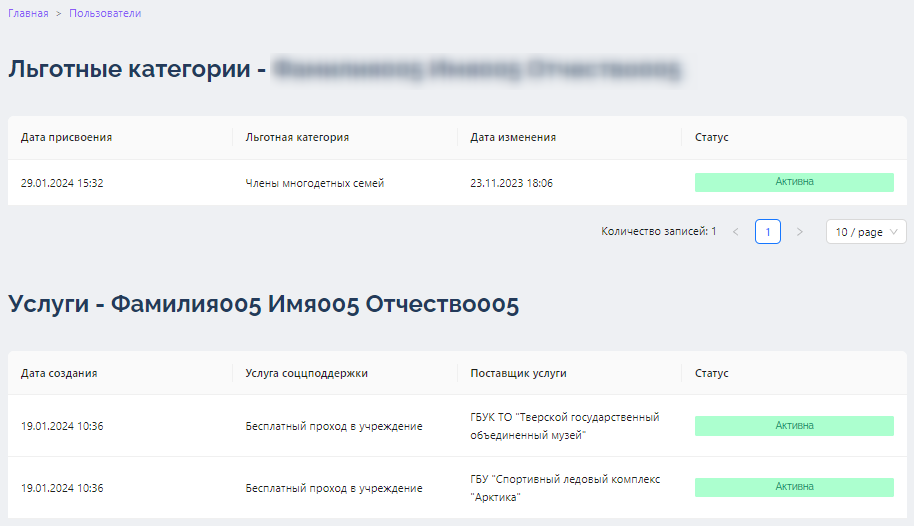 Главная > Пользователи
Льготные категории -
Дата присвоения Льготная категория Дата изменения Статус
29.01.2024 15:32 Члены многодетных семей 23.11.2023 18:06 Активна
Количество записей: 1 < 1 > 10 / page
Услуги - Фамилия005 Имя005 Отчество005
Дата создания Услуга соццподдержки Поставщик услуги Статус
19.01.2024 10:36 Бесплатный проход в учреждение ГБУК ТО "Тверской государственный
объединенный музей" Активна
19.01.2024 10:36 Бесплатный проход в учреждение ГБУ "Спортивный ледовый комплекс
"Арктика" Активна